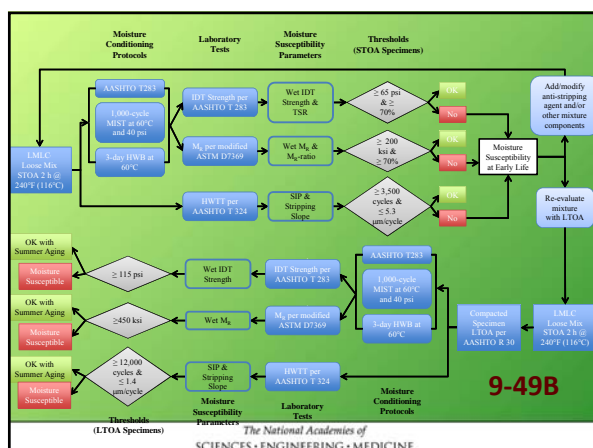 Moisture
Conditioning
Protocols
Laboratory
Tests
Moisture
Susceptibility
Parameters
Thresholds
(STOA Specimens)
AASHTO T283
1,000-cycle
MIST at 60°C
and 40 psi
3-day HWB at
60°C
IDT Strength per
AASHTO T 283
Wet IDT
Strength &
TSR
≥ 65 psi
& ≥
70%
OK
No
Add/modify
anti-stripping
agent and/or
other mixture
components
LMLC
Loose Mix
STOA 2 h @
240°F (116°C)
MR per modified
ASTM D7369
Wet MR &
MR-ratio
≥ 200
ksi &
≥ 70%
OK
No
Moisture
Susceptibility
at Early Life
HWTT per
AASHTO T 324
SIP &
Stripping
Slope
≥ 3,500
cycles &
≤ 5.3
μm/cycle
OK
No
Re-evaluate
mixture
with LTOA
OK with
Summer Aging
Moisture
Susceptible
≥ 115 psi
Wet IDT
Strength
IDT Strength per
AASHTO T 283
AASHTO T283
1,000-cycle
MIST at 60°C
and 40 psi
3-day HWB at
60°C
OK with
Summer Aging
Moisture
Susceptible
≥450 ksi
Wet MR
MR per modified
ASTM D7369
Compacted
Specimen
LTOA per
AASHTO R 30
LMLC
Loose Mix
STOA 2 h @
240°F (116°C)
OK with
Summer Aging
Moisture
Susceptible
≥ 12,000
cycles &
≤ 1.4
μm/cycle
SIP &
Stripping
Slope
HWTT per
AASHTO T 324
9-49B
Thresholds
(LTOA Specimens)
Moisture
Susceptibility
Parameters
Laboratory
Tests
Moisture
Conditioning
Protocols
The National Academies of
SCIENCES • ENGINEERING • MEDICINE